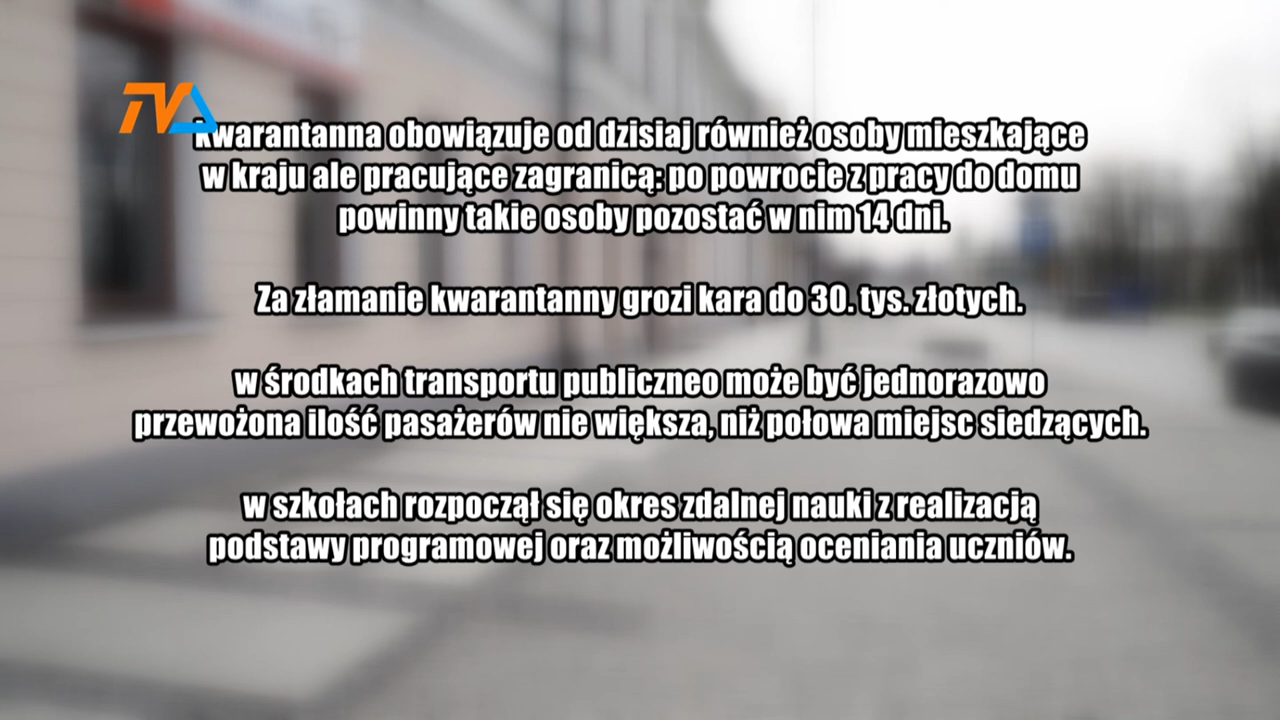 TVA
kwarantanna obowiązuje od dzisiaj również osoby mieszkające
w kraju ale pracujące zagranicą: po powrocie z pracy do domu
powinny takie osoby pozostać w nim 14 dni.
Za złamanie kwarantanny grozi kara do 30. tys. złotych.
w środkach transportu publiczneo może być jednorazowo
przewożona ilość pasażerów nie większa, niż połowa miejsc siedzących.
w szkołach rozpoczął się okres zdalnej nauki z realizacją
podstawy programowej oraz możliwością oceniania uczniów.